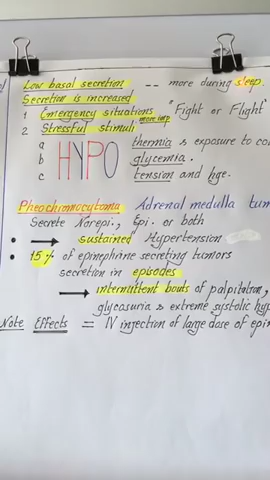 Low basal secretion -- more during sleep.
Secretion is increased
1 Emergency situations "Fight or Flight"
more imp
2 Stressful stimuli
a HYPO thermia & exposure to co
b glycemia.
c tension and hge.
Pheochromocytoma Adrenal medulla tum
Secrete Norepi., Epi. or both
• → sustained Hypertension
• 15% of epinephrine secreting tumors
secretion in episodes
→ intermittent bouts of palpitation,
glycosuria & extreme systolic hyp
Note Effects = IV injection of large dose of epin